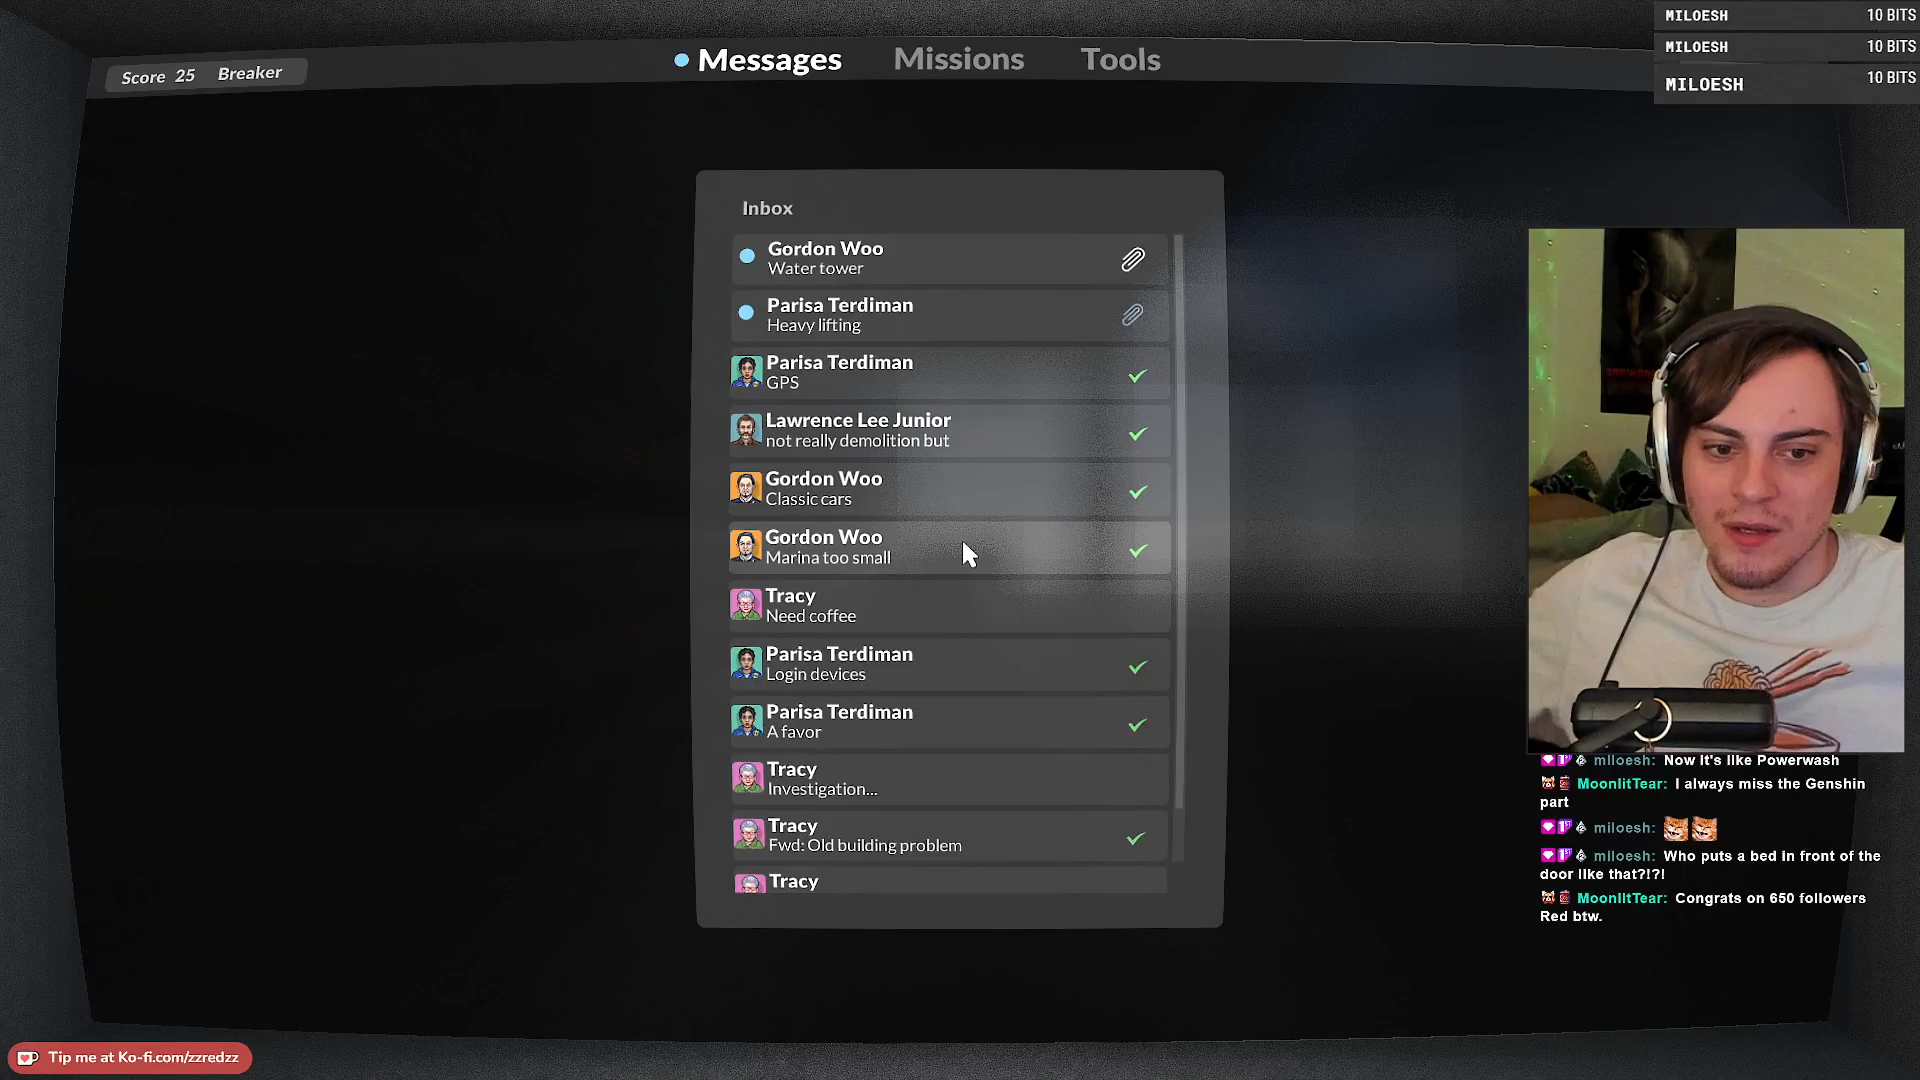 Score 25 Breaker
Messages
Missions
Tools
MILOESH 10 BITS
MILOESH 10 BITS
MILOESH 10 BITS
Inbox
Gordon Woo
Water tower
Parisa Terdiman
Heavy lifting
Parisa Terdiman
GPS
Lawrence Lee Junior
not really demolition but
Gordon Woo
Classic cars
Gordon Woo
Marina too small
Tracy
Need coffee
Parisa Terdiman
Login devices
Parisa Terdiman
A favor
Tracy
Investigation...
Tracy
Fwd: Old building problem
Tracy
miloesh: Now It's like Powerwash
MoonlitTear: I always miss the Genshin
part
miloesh:
miloesh: Who puts a bed in front of the
door like that?!?!
MoonlitTear: Congrats on 650 followers
Red btw.
Tip me at Ko-fi.com/zzredzz